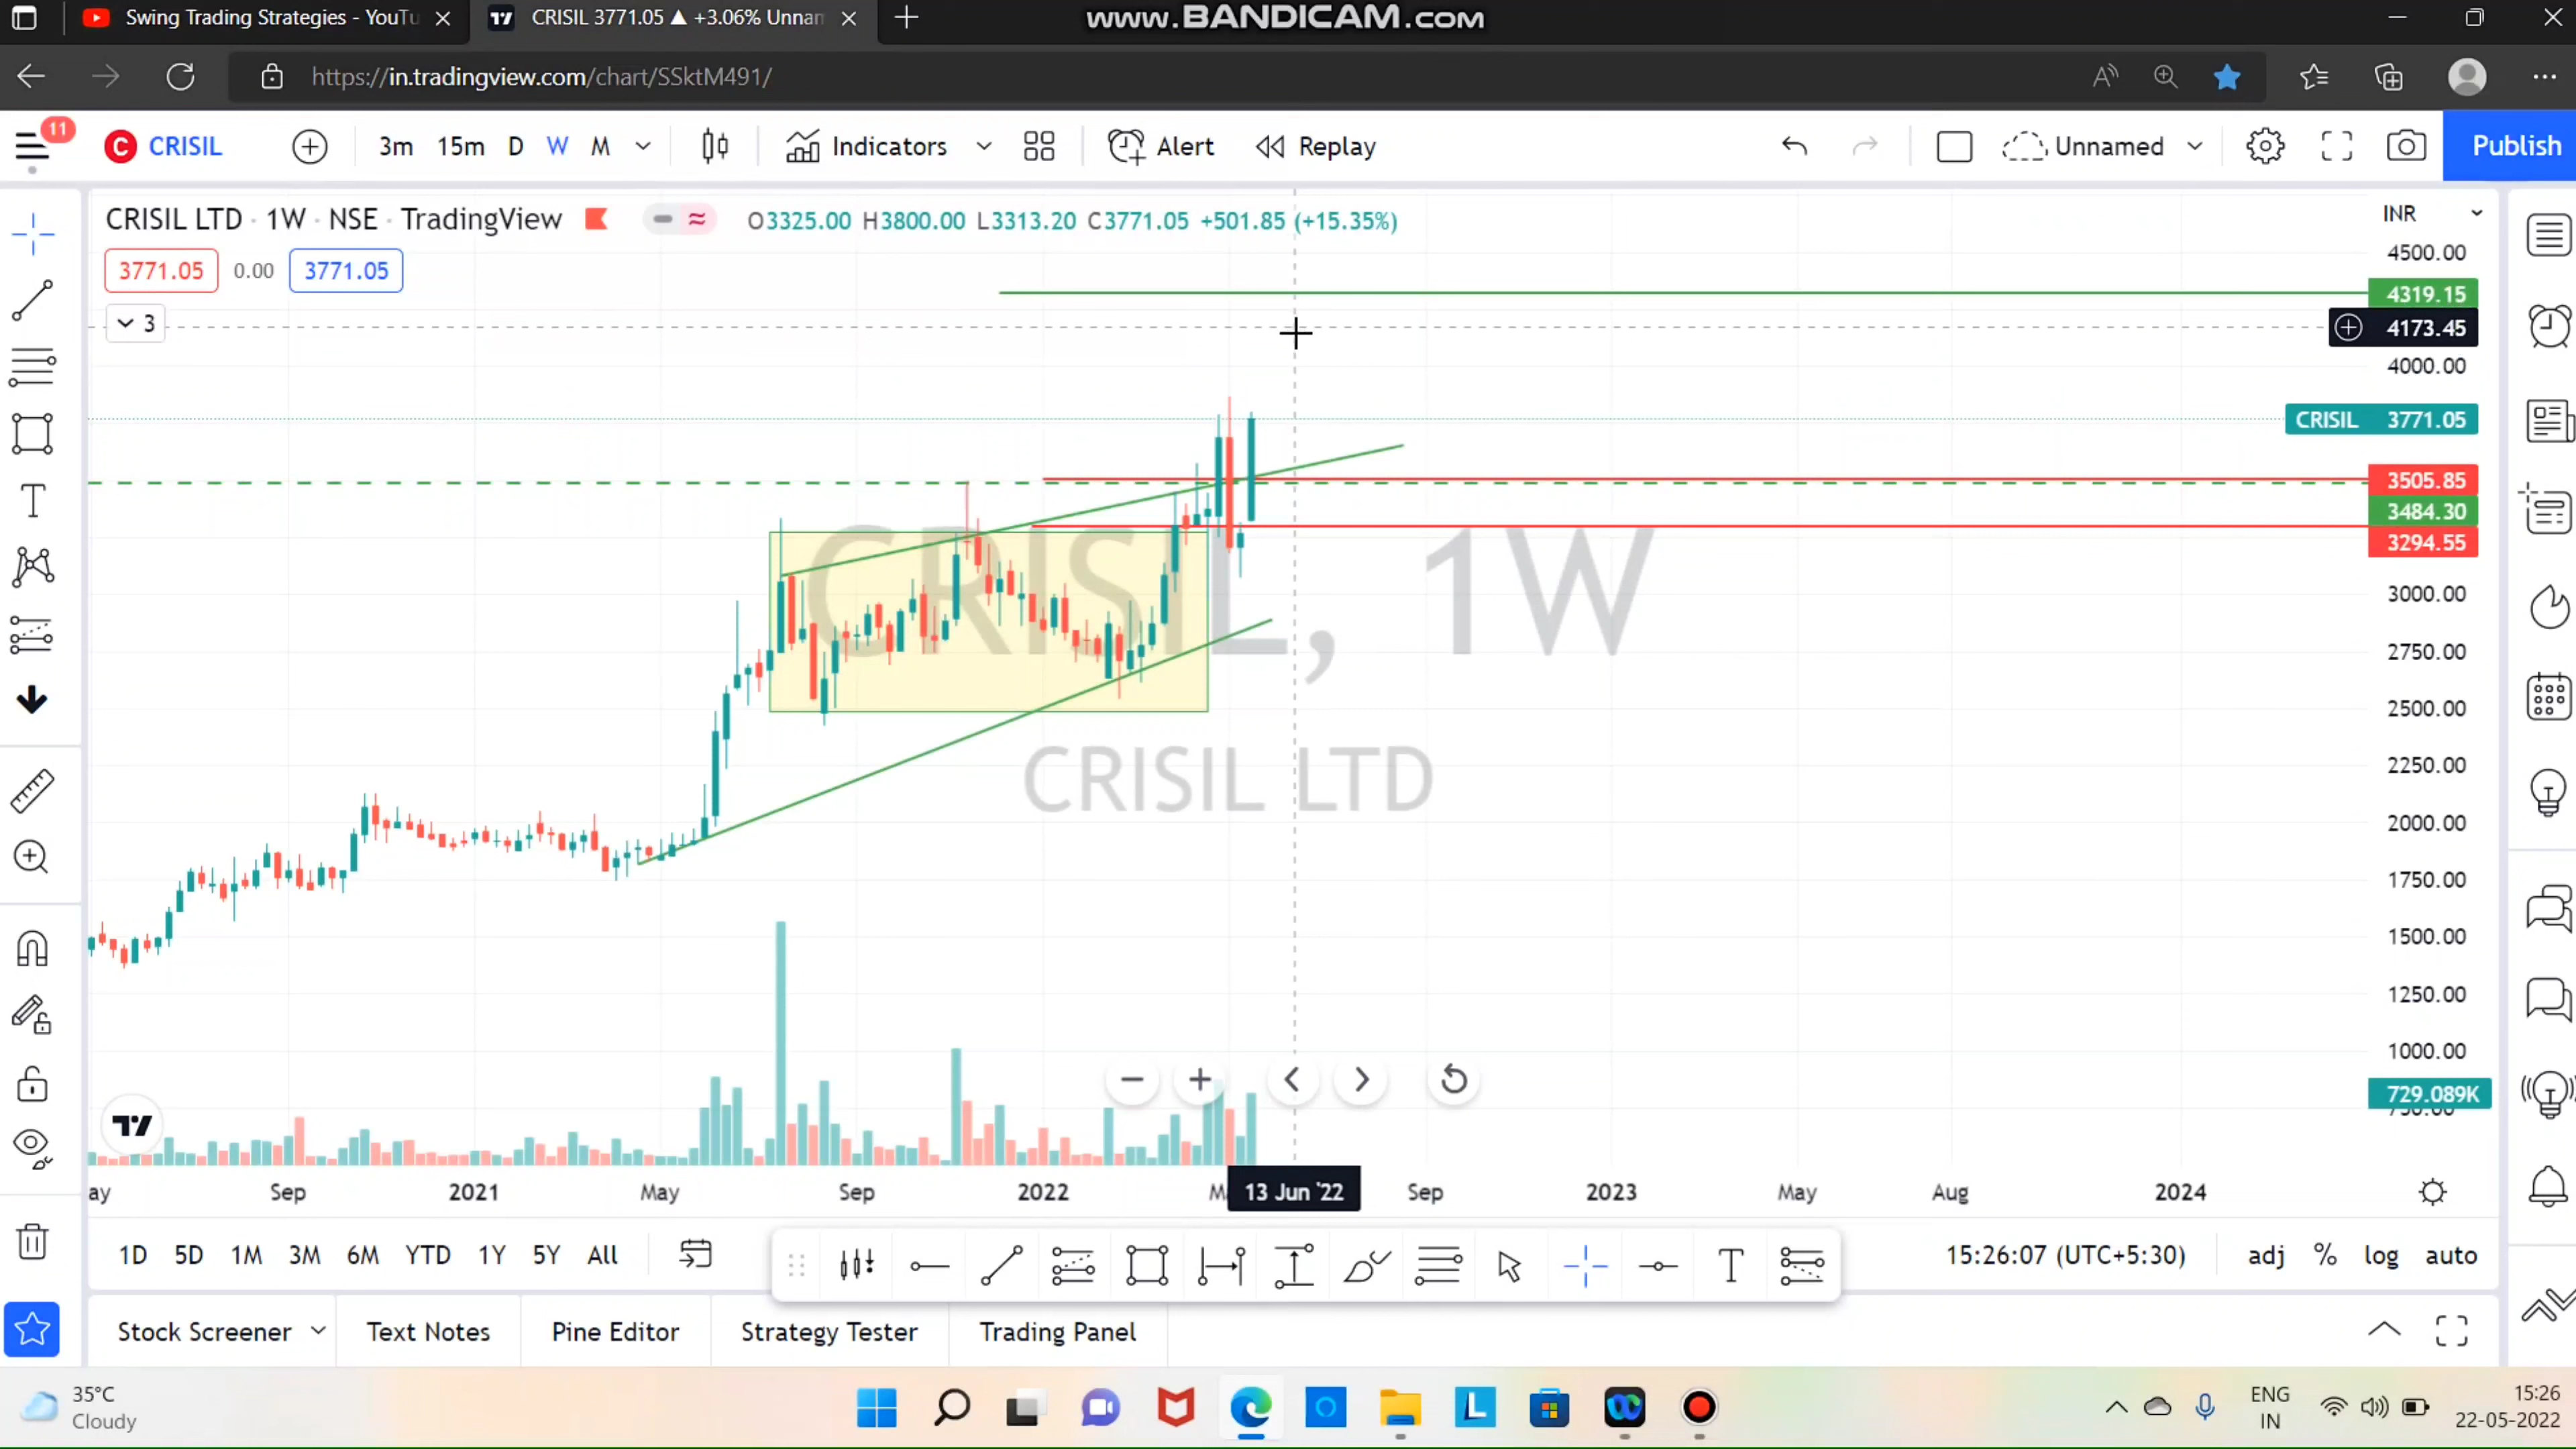 Swing Trading Strategies - YouTu
CRISIL 3771.05 ▲ +3.06% Unnam
www.BANDICAM.com
https://in.tradingview.com/chart/SSktM491/
11
CRISIL
3m 15m D W M
Indicators
Alert
Replay
Unnamed
Publish
CRISIL LTD · 1W · NSE · TradingView
O3325.00 H3800.00 L3313.20 C3771.05 +501.85 (+15.35%)
INR
3771.05 0.00 3771.05
3
4500.00
4319.15
4173.45
4000.00
CRISIL 3771.05
3505.85
3484.30
3294.55
3000.00
2750.00
2500.00
2250.00
2000.00
1750.00
1500.00
1250.00
1000.00
729.089K
CRISIL, 1W
CRISIL LTD
ay Sep 2021 May Sep 2022 13 Jun '22 Sep 2023 May Aug 2024
1D 5D 1M 3M 6M YTD 1Y 5Y All
15:26:07 (UTC+5:30) adj % log auto
Stock Screener Text Notes Pine Editor Strategy Tester Trading Panel
35°C
Cloudy
ENG
IN
15:26
22-05-2022